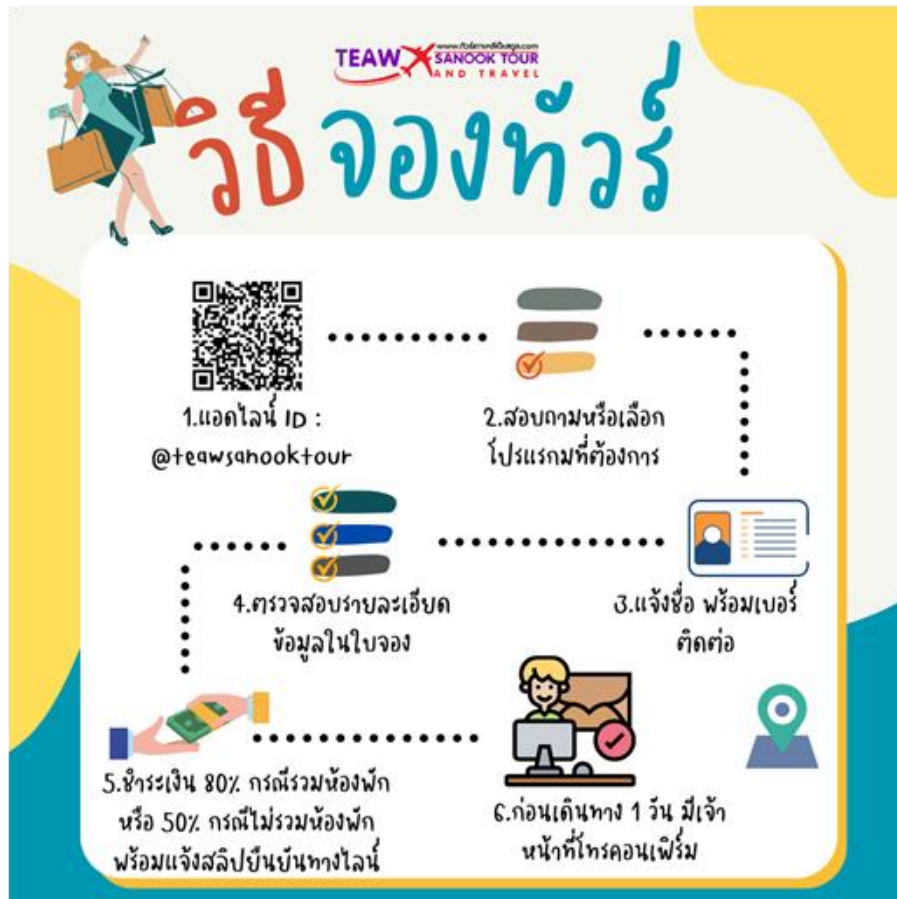 TEAW
SANOOK TOUR
AND TRAVEL
วิธีจองทัวร์
1.แอดไลน์ ID :
@teawsanooktour
2.สอบถามหรือเลือก
โปรแกรมที่ต้องการ
3.แจ้งชื่อ พร้อมเบอร์
ติดต่อ
4.ตรวจสอบรายละเอียด
ข้อมูลในใบจอง
5.ชำระเงิน 80% กรณีรวมห้องพัก
หรือ 50% กรณีไม่รวมห้องพัก
พร้อมแจ้งสลิปยืนยันทางไลน์
6.ก่อนเดินทาง 1 วัน มีเจ้า
หน้าที่โทรคอนเฟิร์ม